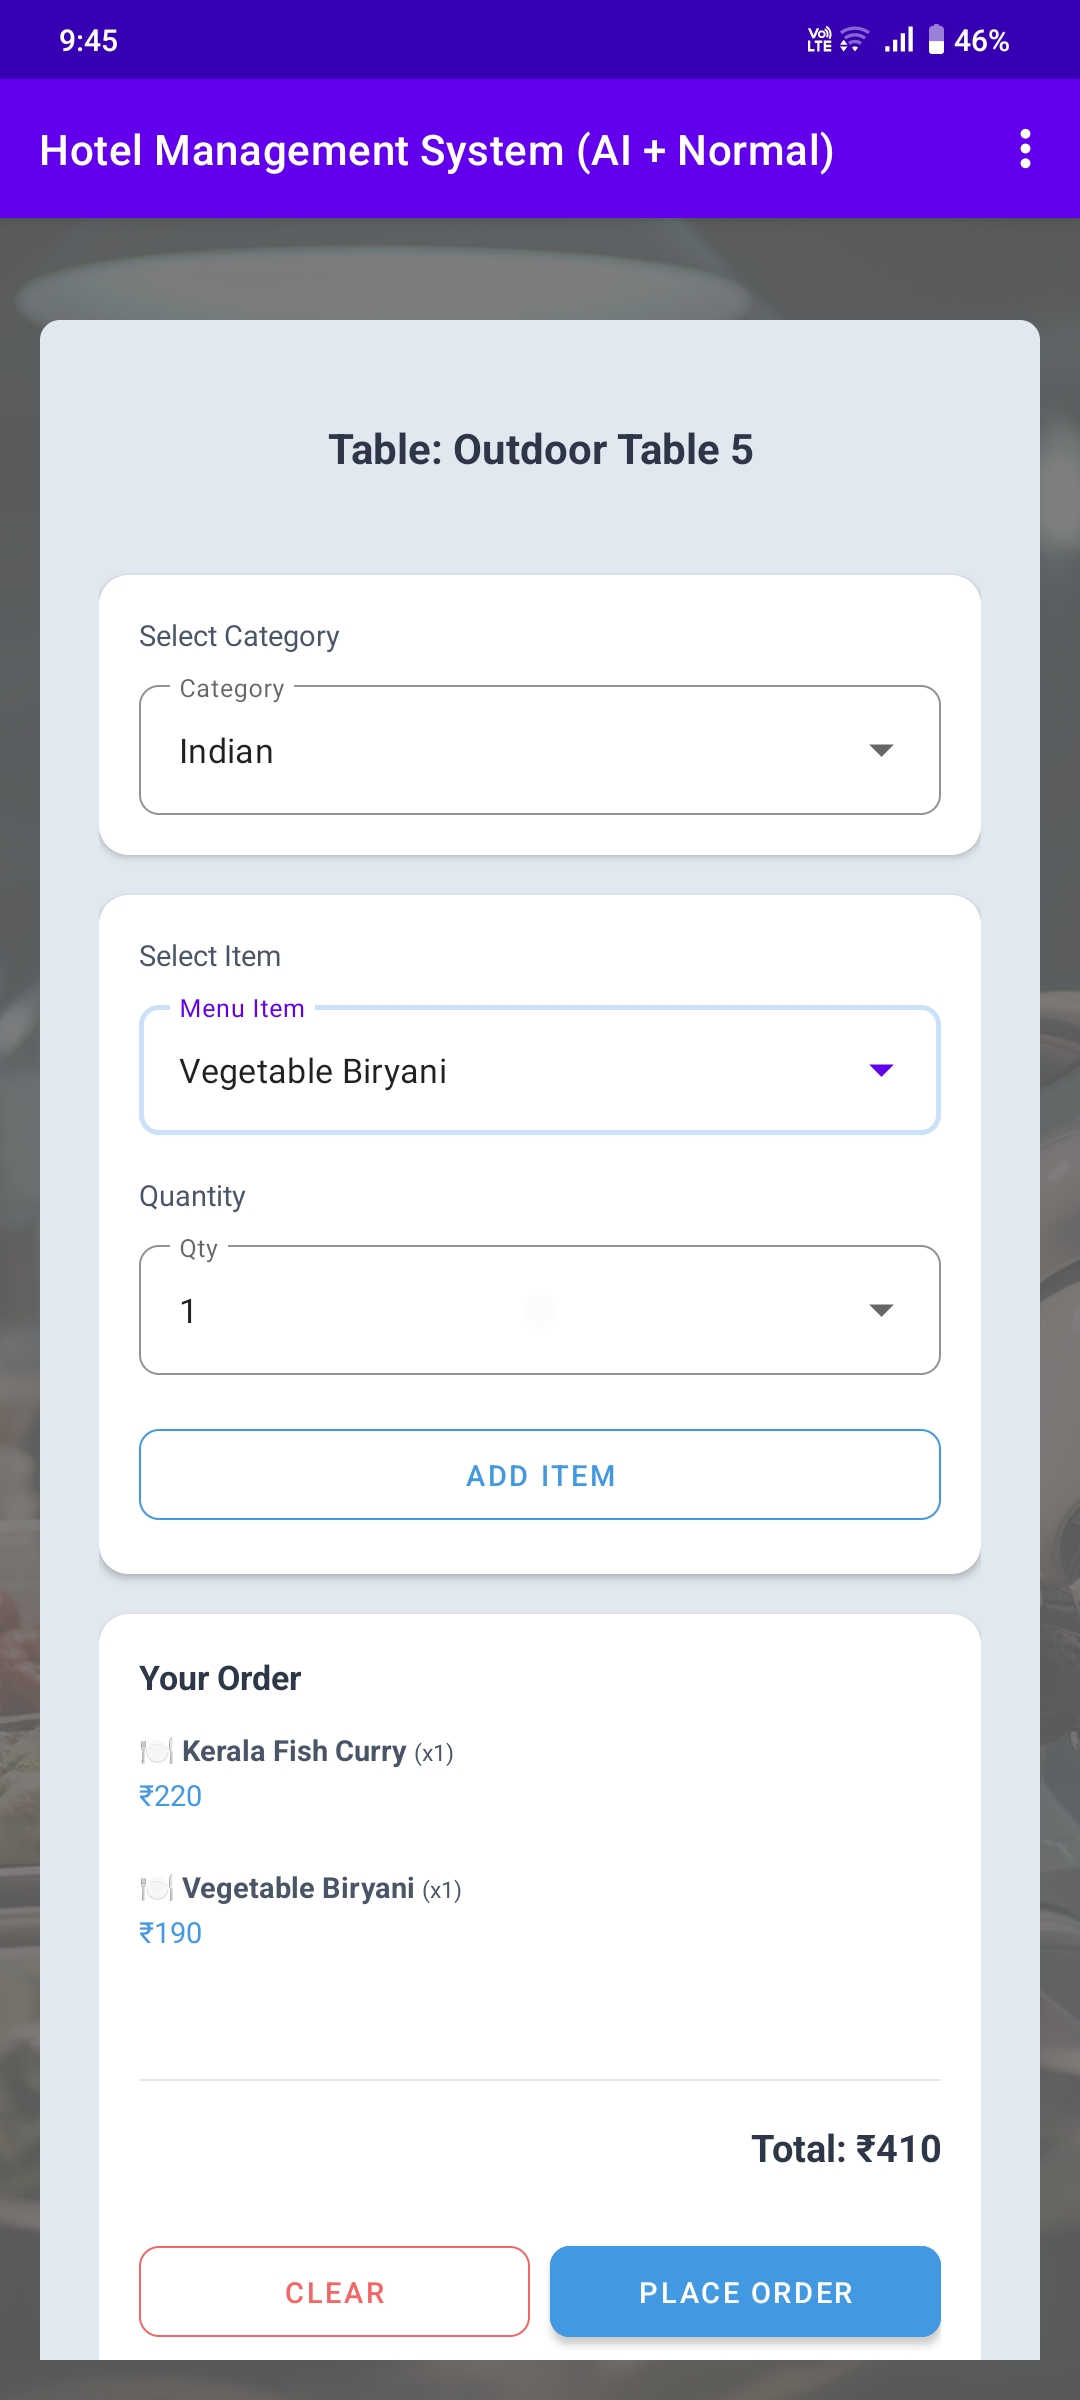 9:45
Vo)) LTE 46%
Hotel Management System (AI + Normal)
Table: Outdoor Table 5
Select Category
Category
Indian
Select Item
Menu Item
Vegetable Biryani
Quantity
Qty
1
ADD ITEM
Your Order
🍽️ Kerala Fish Curry (x1)
₹220
🍽️ Vegetable Biryani (x1)
₹190
Total: ₹410
CLEAR
PLACE ORDER